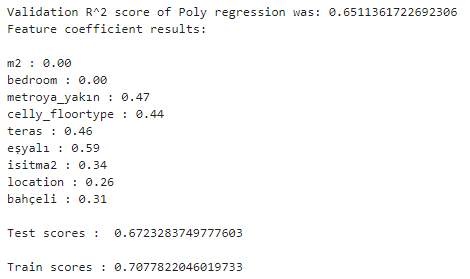 Validation R^2 score of Poly regression was: 0.6511361722692306
Feature coefficient results:
m2 : 0.00
bedroom : 0.00
metroya_yakın : 0.47
celly_floortype : 0.44
teras : 0.46
eşyalı : 0.59
isitma2 : 0.34
location : 0.26
bahçeli : 0.31
Test scores :  0.6723283749777603
Train scores : 0.7077822046019733